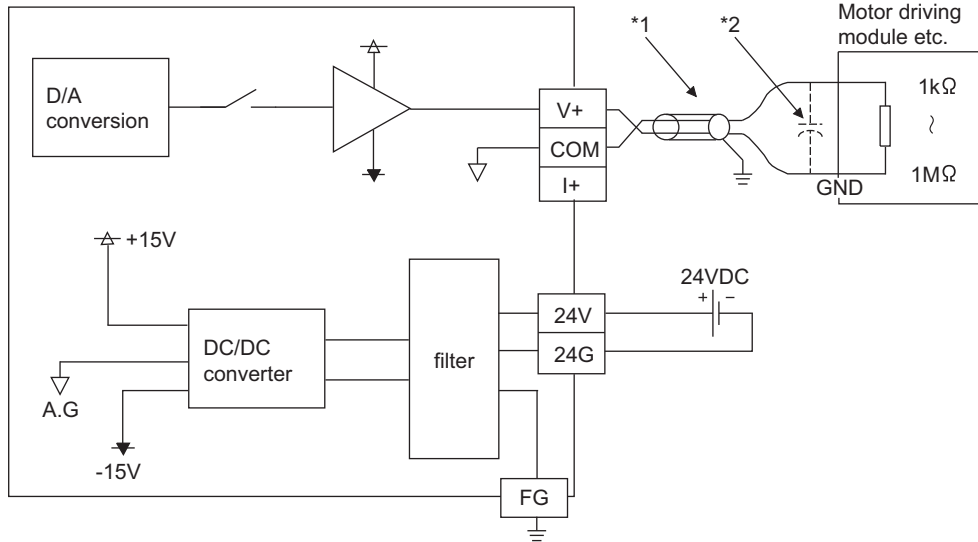 Motor driving
module etc.
*1
*2
D/A
conversion
V+
COM
I+
1kΩ
~
1MΩ
GND
+15V
24VDC
+ −
DC/DC
converter
filter
24V
24G
A.G
-15V
FG